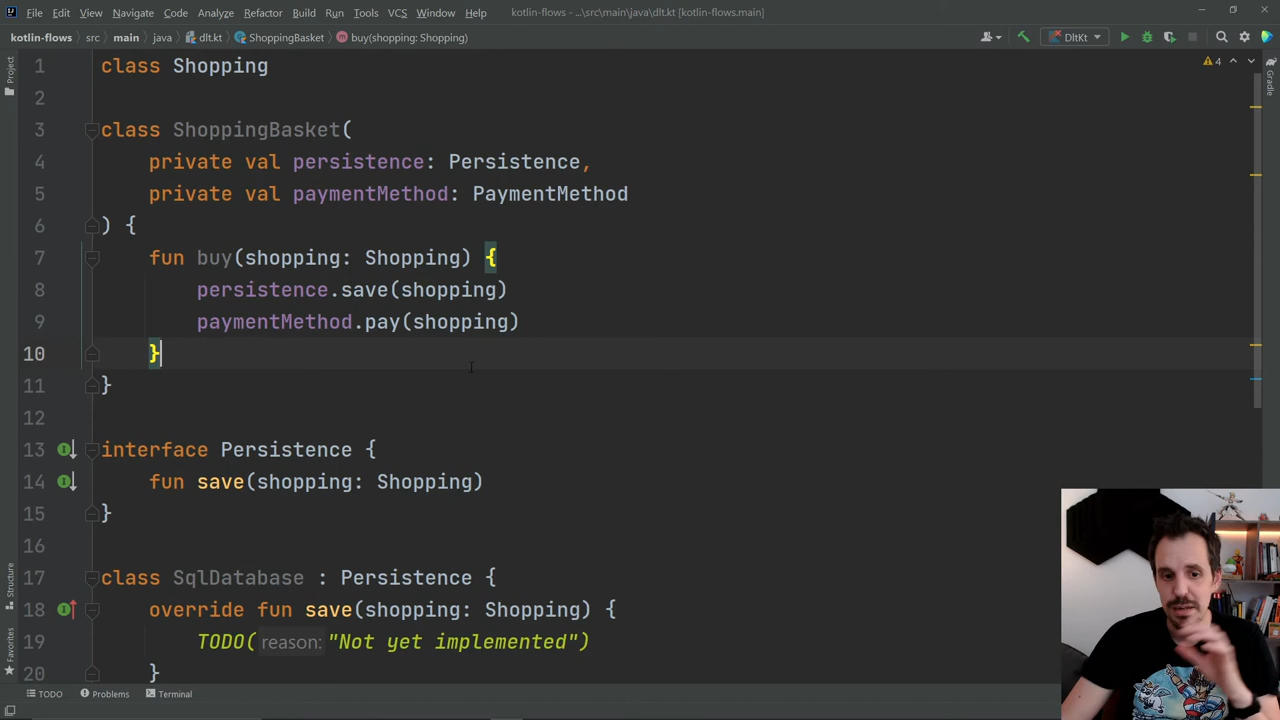 File Edit View Navigate Code Analyze Refactor Build Run Tools VCS Window Help kotlin-flows – ...\src\main\java\dlt.kt [kotlin-flows.main]
kotlin-flows src main java dlt.kt ShoppingBasket buy(shopping: Shopping) DltKt
Project
Structure
Favorites
Gradle
4
1 class Shopping
2
3 class ShoppingBasket(
4 private val persistence: Persistence,
5 private val paymentMethod: PaymentMethod
6 ) {
7 fun buy(shopping: Shopping) {
8 persistence.save(shopping)
9 paymentMethod.pay(shopping)
10 }
11 }
12
13 interface Persistence {
14 fun save(shopping: Shopping)
15 }
16
17 class SqlDatabase : Persistence {
18 override fun save(shopping: Shopping) {
19 TODO( reason: "Not yet implemented")
20 }
TODO Problems Terminal